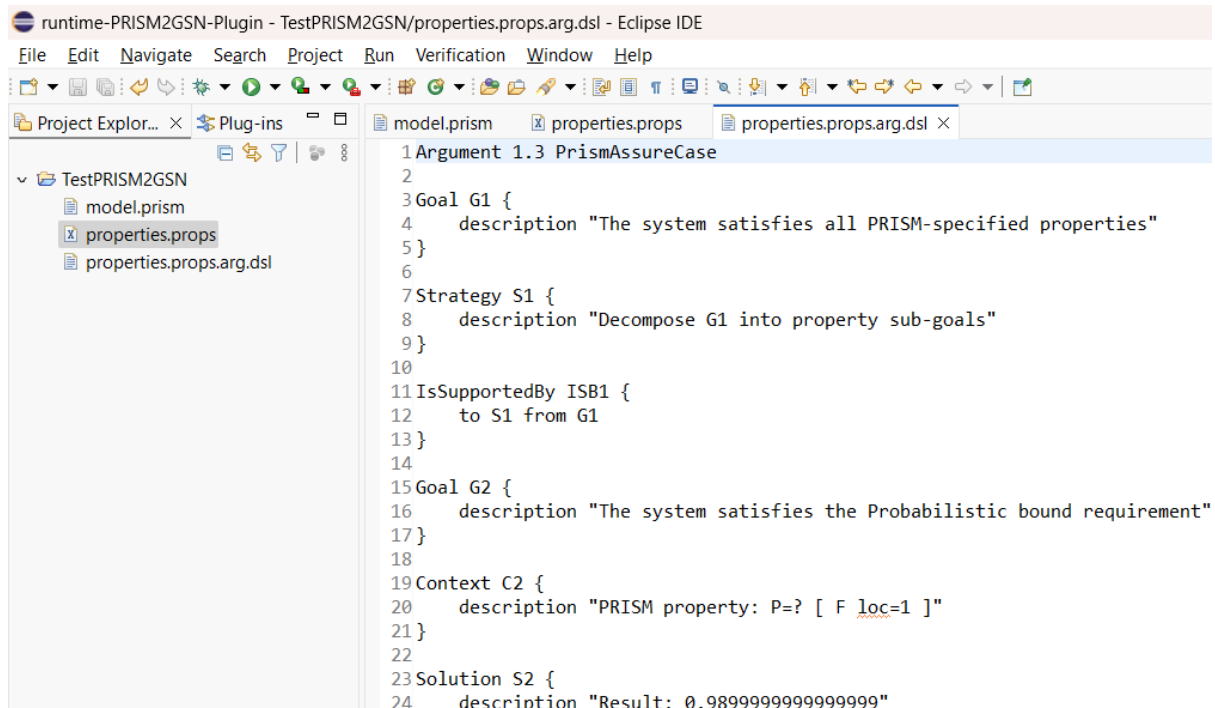 runtime-PRISM2GSN-Plugin - TestPRISM2GSN/properties.props.arg.dsl - Eclipse IDE
File Edit Navigate Search Project Run Verification Window Help
Project Explor... Plug-ins model.prism properties.props properties.props.arg.dsl
TestPRISM2GSN
model.prism
properties.props
properties.props.arg.dsl
1 Argument 1.3 PrismAssureCase
2
3 Goal G1 {
4     description "The system satisfies all PRISM-specified properties"
5 }
6
7 Strategy S1 {
8     description "Decompose G1 into property sub-goals"
9 }
10
11 IsSupportedBy ISB1 {
12     to S1 from G1
13 }
14
15 Goal G2 {
16     description "The system satisfies the Probabilistic bound requirement"
17 }
18
19 Context C2 {
20     description "PRISM property: P=? [ F loc=1 ]"
21 }
22
23 Solution S2 {
24     description "Result: 0.9899999999999999"